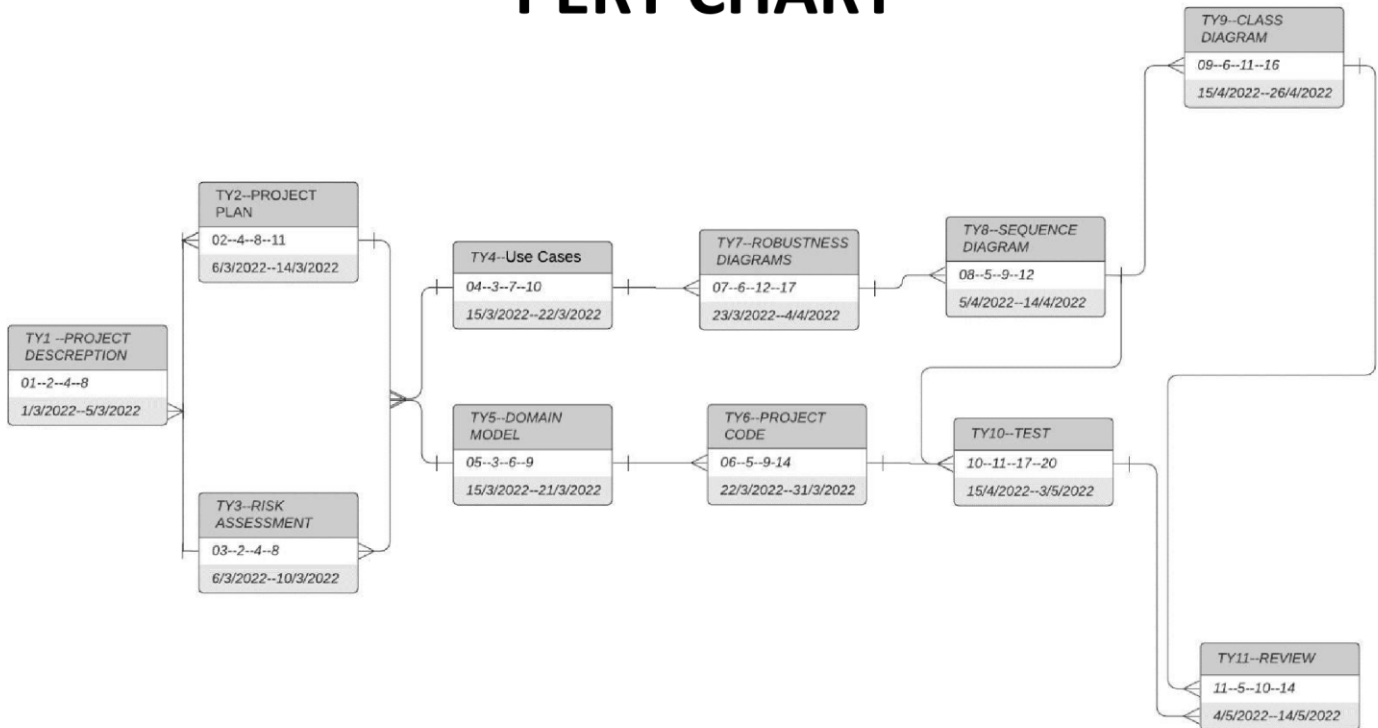 PERT CHART
TY9--CLASS
DIAGRAM
09--6--11--16
15/4/2022--26/4/2022
TY2--PROJECT
PLAN
02--4--8--11
6/3/2022--14/3/2022
TY4--Use Cases
04--3--7--10
15/3/2022--22/3/2022
TY7--ROBUSTNESS
DIAGRAMS
07--6--12--17
23/3/2022--4/4/2022
TY8--SEQUENCE
DIAGRAM
08--5--9--12
5/4/2022--14/4/2022
TY1 --PROJECT
DESCREPTION
01--2--4--8
1/3/2022--5/3/2022
TY5--DOMAIN
MODEL
05--3--6--9
15/3/2022--21/3/2022
TY6--PROJECT
CODE
06--5--9-14
22/3/2022--31/3/2022
TY10--TEST
10--11--17--20
15/4/2022--3/5/2022
TY3--RISK
ASSESSMENT
03--2--4--8
6/3/2022--10/3/2022
TY11--REVIEW
11--5--10--14
4/5/2022--14/5/2022